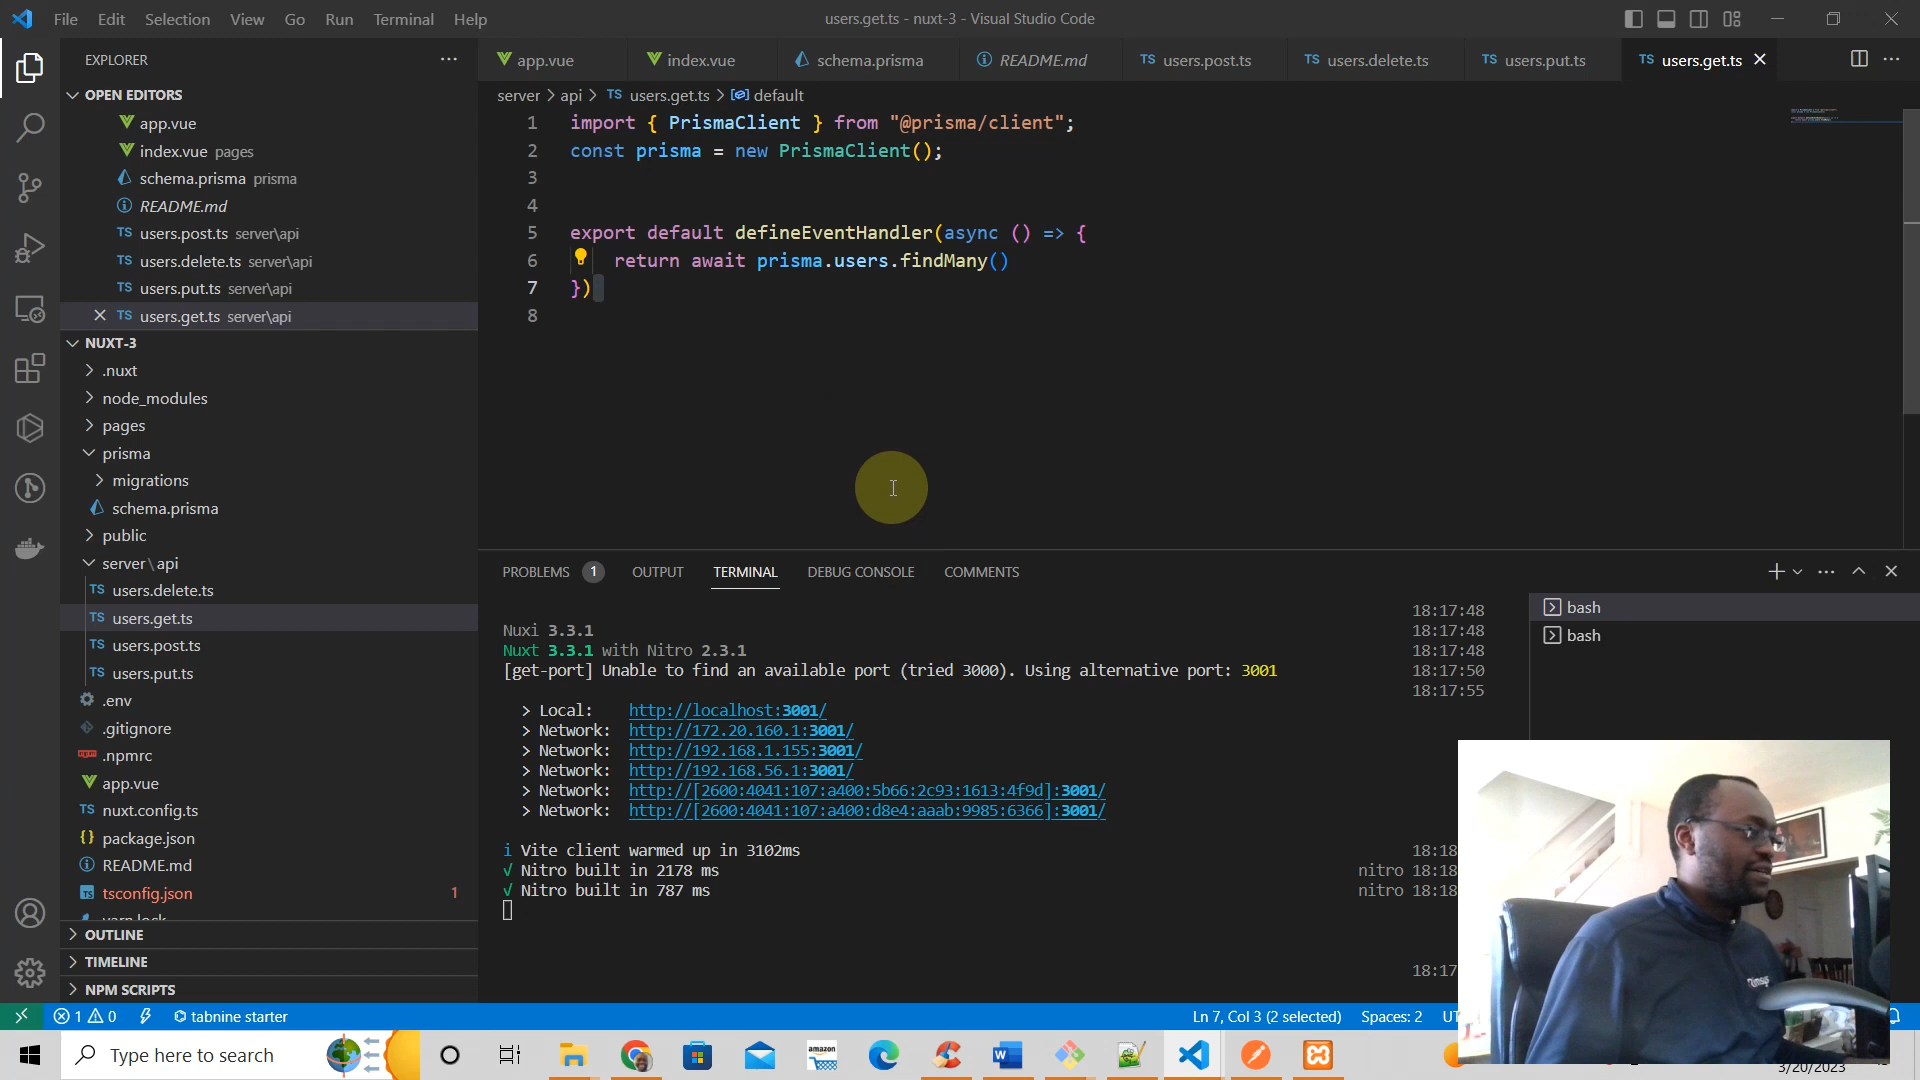 File Edit Selection View Go Run Terminal Help
users.get.ts - nuxt-3 - Visual Studio Code
EXPLORER
OPEN EDITORS
app.vue
index.vue pages
schema.prisma prisma
README.md
users.post.ts server\api
users.delete.ts server\api
users.put.ts server\api
users.get.ts server\api
NUXT-3
.nuxt
node_modules
pages
prisma
migrations
schema.prisma
public
server\api
users.delete.ts
users.get.ts
users.post.ts
users.put.ts
.env
.gitignore
.npmrc
app.vue
nuxt.config.ts
package.json
README.md
tsconfig.json 1
yarn.lock
OUTLINE
TIMELINE
NPM SCRIPTS
app.vue index.vue schema.prisma README.md users.post.ts users.delete.ts users.put.ts users.get.ts
server > api > TS users.get.ts > default
1 import { PrismaClient } from "@prisma/client";
2 const prisma = new PrismaClient();
3
4
5 export default defineEventHandler(async () => {
6 return await prisma.users.findMany()
7 })
8
PROBLEMS 1 OUTPUT TERMINAL DEBUG CONSOLE COMMENTS
18:17:48
Nuxi 3.3.1 18:17:48
Nuxt 3.3.1 with Nitro 2.3.1 18:17:48
[get-port] Unable to find an available port (tried 3000). Using alternative port: 3001 18:17:50
18:17:55
> Local: http://localhost:3001/
> Network: http://172.20.160.1:3001/
> Network: http://192.168.1.155:3001/
> Network: http://192.168.56.1:3001/
> Network: http://[2600:4041:107:a400:5b66:2c93:1613:4f9d]:3001/
> Network: http://[2600:4041:107:a400:d8e4:aaab:9985:6366]:3001/
i Vite client warmed up in 3102ms 18:18
√ Nitro built in 2178 ms nitro 18:18
√ Nitro built in 787 ms nitro 18:18
18:17
bash
bash
1 0 tabnine starter
Ln 7, Col 3 (2 selected) Spaces: 2
Type here to search
amazon
3/20/2023